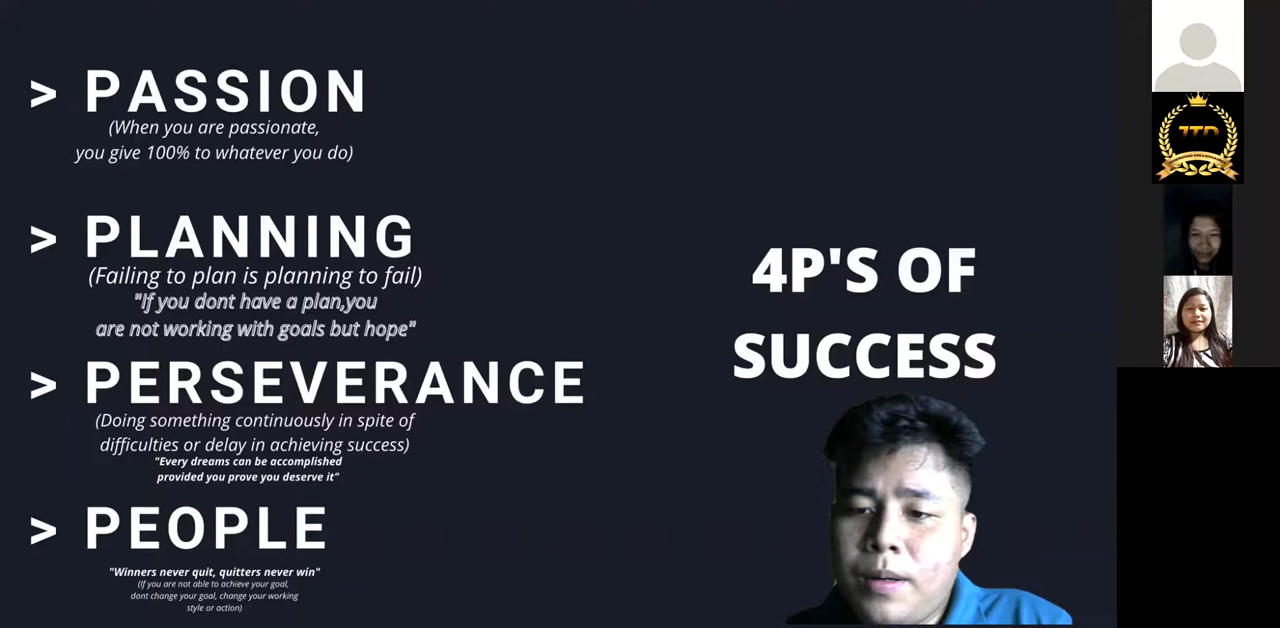 > PASSION
(When you are passionate,
you give 100% to whatever you do)
> PLANNING
(Failing to plan is planning to fail)
"If you dont have a plan,you
are not working with goals but hope"
> PERSEVERANCE
(Doing something continuously in spite of
difficulties or delay in achieving success)
"Every dreams can be accomplished
provided you prove you deserve it"
> PEOPLE
"Winners never quit, quitters never win"
(If you are not able to achieve your goal,
dont change your goal, change your working
style or action)
4P'S OF
SUCCESS